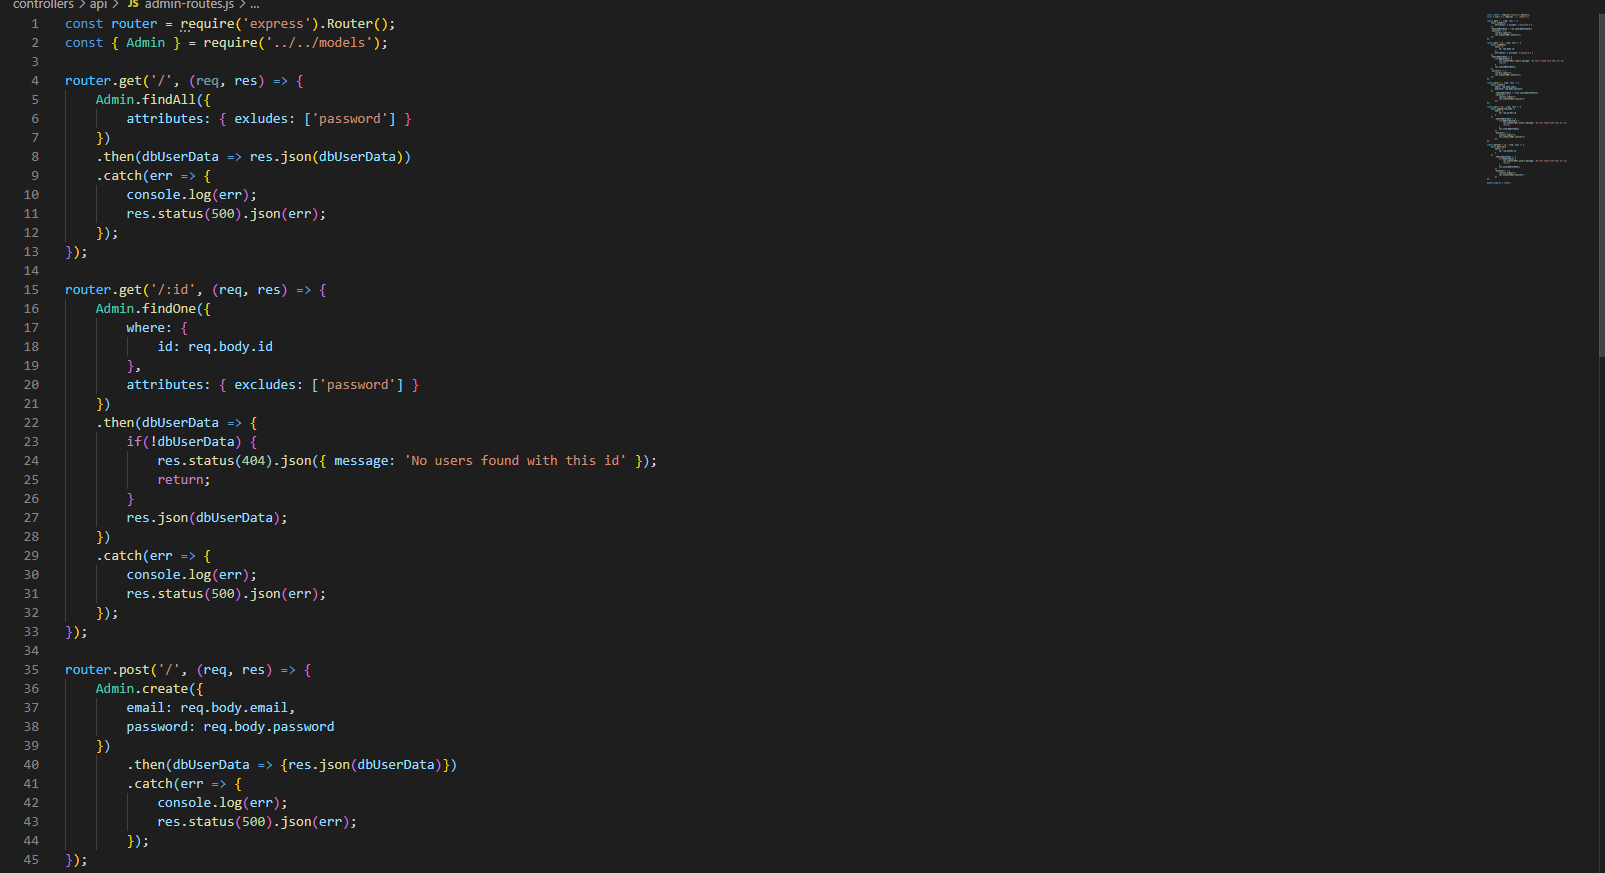 controllers > api > JS admin-routes.js > ...
1 const router = require('express').Router();
2 const { Admin } = require('../../models');
3
4 router.get('/', (req, res) => {
5 Admin.findAll({
6 attributes: { exludes: ['password'] }
7 })
8 .then(dbUserData => res.json(dbUserData))
9 .catch(err => {
10 console.log(err);
11 res.status(500).json(err);
12 });
13 });
14
15 router.get('/:id', (req, res) => {
16 Admin.findOne({
17 where: {
18 id: req.body.id
19 },
20 attributes: { excludes: ['password'] }
21 })
22 .then(dbUserData => {
23 if(!dbUserData) {
24 res.status(404).json({ message: 'No users found with this id' });
25 return;
26 }
27 res.json(dbUserData);
28 })
29 .catch(err => {
30 console.log(err);
31 res.status(500).json(err);
32 });
33 });
34
35 router.post('/', (req, res) => {
36 Admin.create({
37 email: req.body.email,
38 password: req.body.password
39 })
40 .then(dbUserData => {res.json(dbUserData)})
41 .catch(err => {
42 console.log(err);
43 res.status(500).json(err);
44 });
45 });